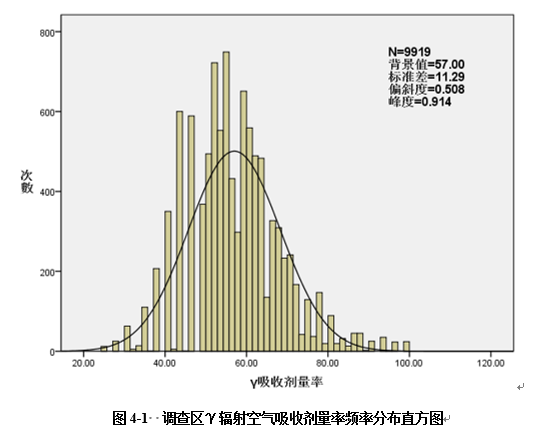 800
600
400
200
0
次
數
N=9919
背景值=57.00
标准差=11.29
偏斜度=0.508
峰度=0.914
20.00 40.00 60.00 80.00 100.00 120.00
γ吸收剂量率
图 4-1··调查区γ辐射空气吸收剂量率频率分布直方图